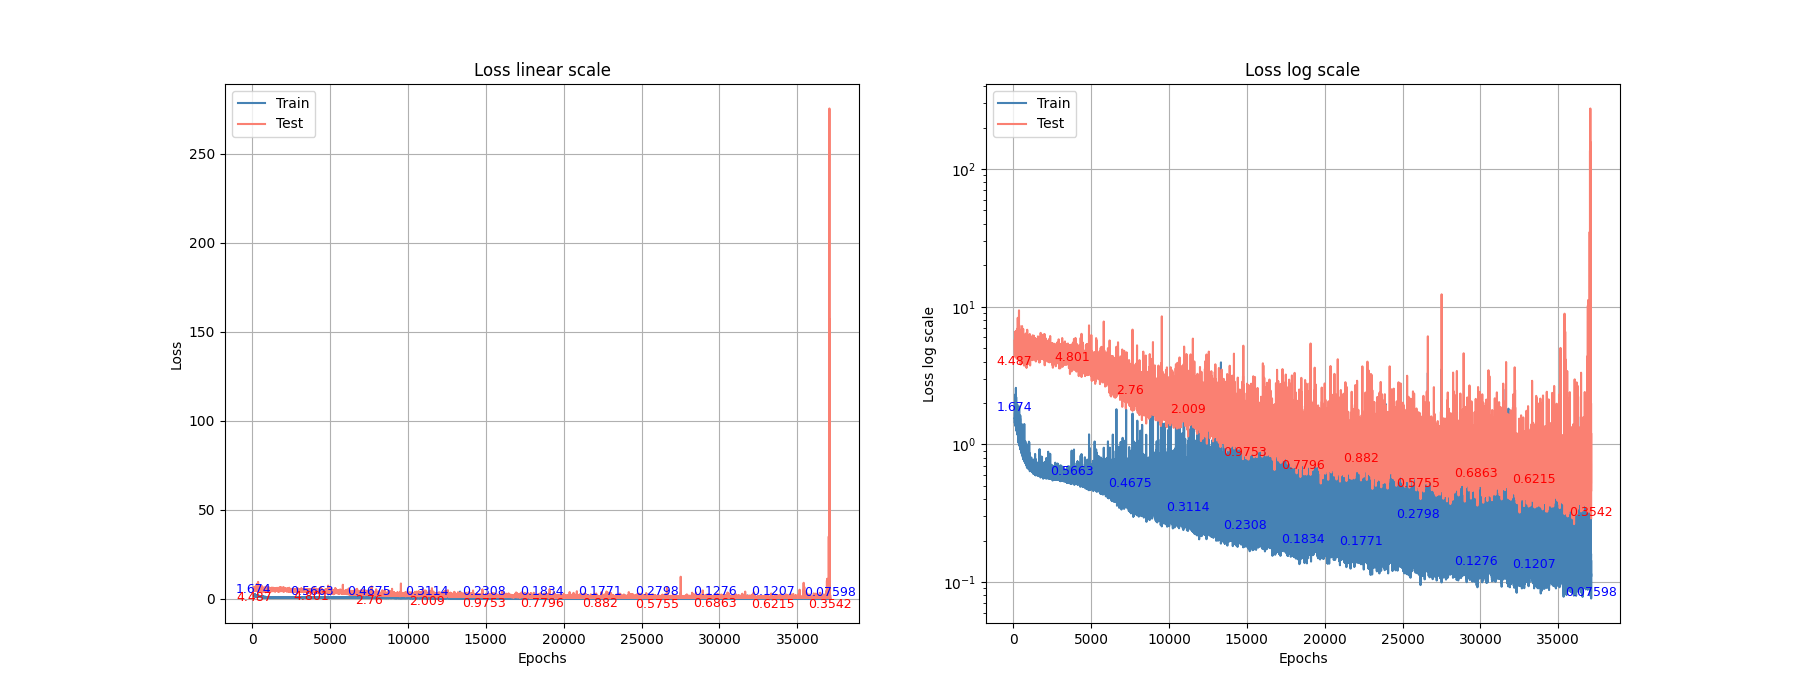 Loss linear scale
Train
Test
Loss
250
200
150
100
50
0
1.674 0.5663 0.4675 0.3114 0.2308 0.1834 0.1771 0.2798 0.1276 0.1207 0.07598
4.487 4.801 2.76 2.009 0.9753 0.7796 0.882 0.5755 0.6863 0.6215 0.3542
0 5000 10000 15000 20000 25000 30000 35000
Epochs
Loss log scale
Train
Test
Loss log scale
10²
10¹
10⁰
10⁻¹
4.487 4.801 2.76 2.009 0.9753 0.7796 0.882 0.5755 0.6863 0.6215 0.3542
1.674 0.5663 0.4675 0.3114 0.2308 0.1834 0.1771 0.2798 0.1276 0.1207 0.07598
0 5000 10000 15000 20000 25000 30000 35000
Epochs